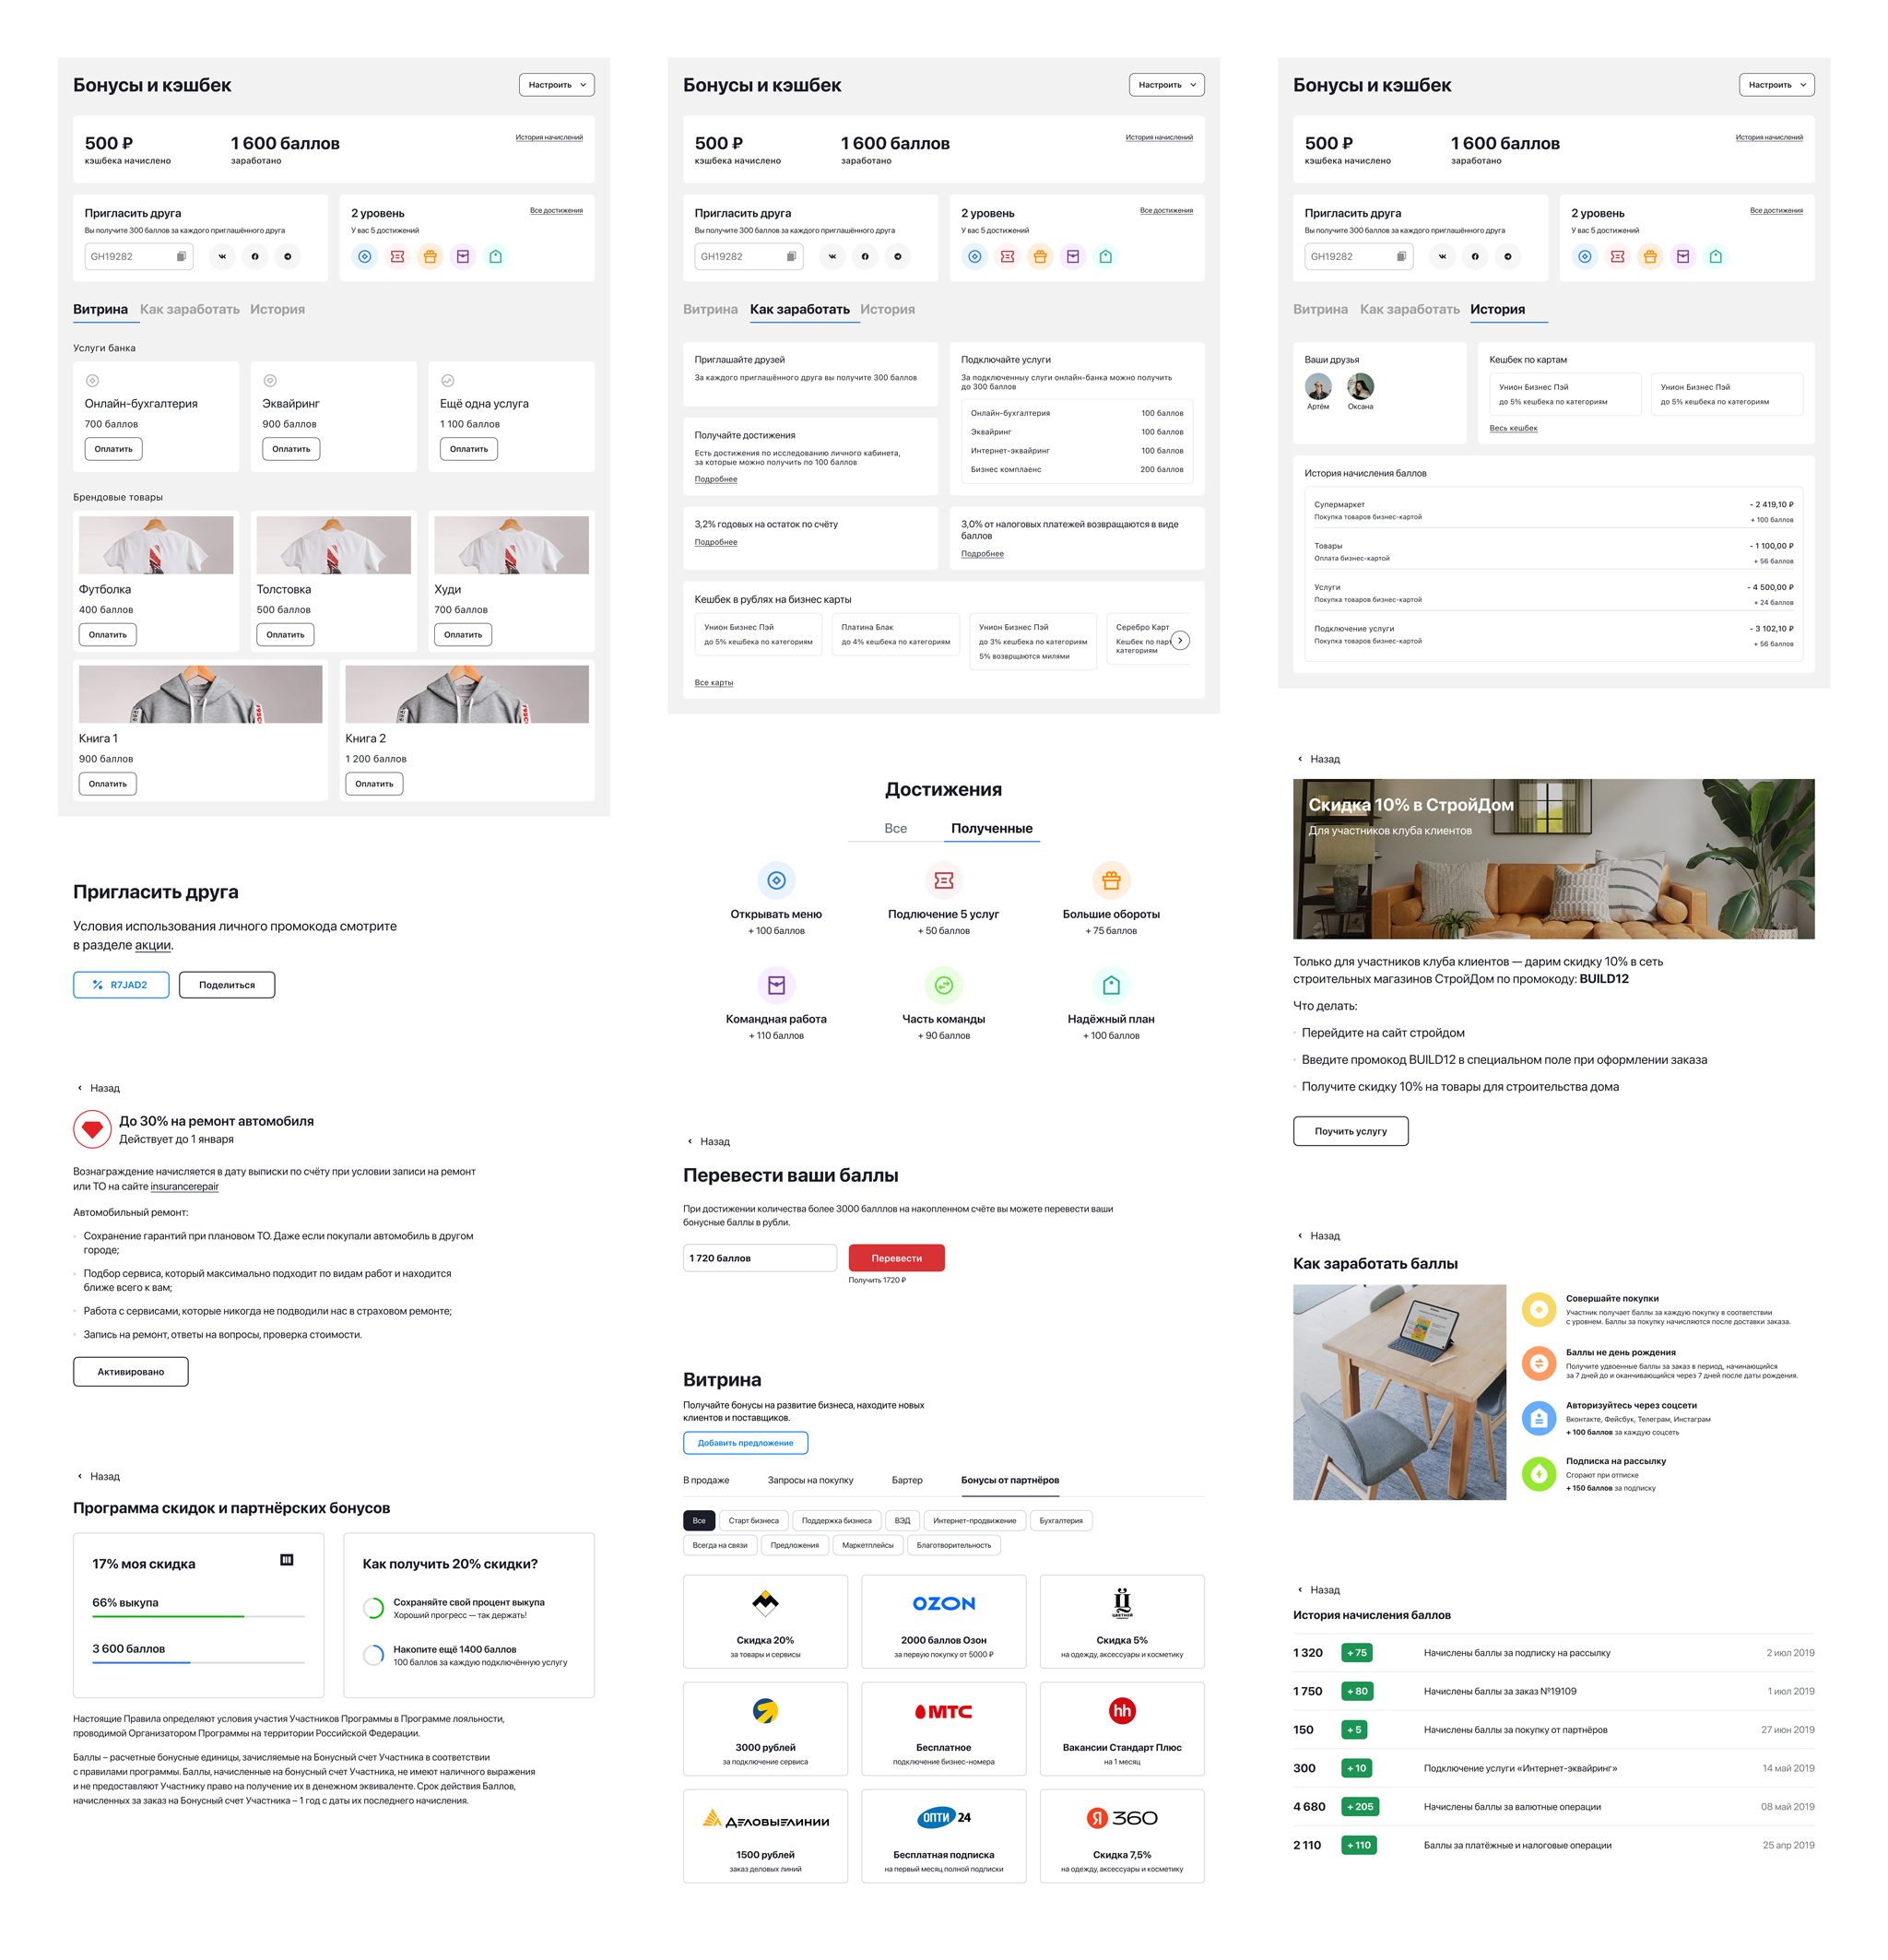 Бонусы и кэшбек
Настроить
500 ₽
кэшбека начислено
1 600 баллов
заработано
История начислений
Пригласить друга
Вы получите 300 баллов за каждого приглашённого друга
GH19282
2 уровень
Все достижения
У вас 5 достижений
Витрина Как заработать История
Услуги банка
Онлайн-бухгалтерия
700 баллов
Оплатить
Эквайринг
900 баллов
Оплатить
Ещё одна услуга
1 100 баллов
Оплатить
Брендовые товары
Футболка
400 баллов
Оплатить
Толстовка
500 баллов
Оплатить
Худи
700 баллов
Оплатить
Книга 1
900 баллов
Оплатить
Книга 2
1 200 баллов
Оплатить
Пригласить друга
Условия использования личного промокода смотрите
в разделе акции.
R7JAD2
Поделиться
Назад
До 30% на ремонт автомобиля
Действует до 1 января
Вознаграждение начисляется в дату выписки по счёту при условии записи на ремонт
или ТО на сайте insurancerepair
Автомобильный ремонт:
Сохранение гарантий при плановом ТО. Даже если покупали автомобиль в другом
городе;
Подбор сервиса, который максимально подходит по видам работ и находится
ближе всего к вам;
Работа с сервисами, которые никогда не подводили нас в страховом ремонте;
Запись на ремонт, ответы на вопросы, проверка стоимости.
Активировано
Назад
Программа скидок и партнёрских бонусов
17% моя скидка
66% выкупа
3 600 баллов
Как получить 20% скидки?
Сохраняйте свой процент выкупа
Хороший прогресс — так держать!
Накопите ещё 1400 баллов
100 баллов за каждую подключённую услугу
Настоящие Правила определяют условия участия Участников Программы в Программе лояльности,
проводимой Организатором Программы на территории Российской Федерации.
Баллы – расчетные бонусные единицы, зачисляемые на Бонусный счет Участника в соответствии
с правилами программы. Баллы, начисленные на бонусный счет Участника, не имеют наличного выражения
и не предоставляют Участнику право на получение их в денежном эквиваленте. Срок действия Баллов,
начисленных за заказ на Бонусный счет Участника – 1 год с даты их последнего начисления.
Бонусы и кэшбек
Настроить
500 ₽
кэшбека начислено
1 600 баллов
заработано
История начислений
Пригласить друга
Вы получите 300 баллов за каждого приглашённого друга
GH19282
2 уровень
Все достижения
У вас 5 достижений
Витрина Как заработать История
Приглашайте друзей
За каждого приглашённого друга вы получите 300 баллов
Получайте достижения
Есть достижения по исследованию личного кабинета,
за которые можно получить по 100 баллов
Подробнее
Подключайте услуги
За подключенныу слуги онлайн-банка можно получить
до 300 баллов
Онлайн-бухгалтерия 100 баллов
Эквайринг 100 баллов
Интернет-эквайринг 100 баллов
Бизнес комплаенс 200 баллов
3,2% годовых на остаток по счёту
Подробнее
3,0% от налоговых платежей возвращаются в виде
баллов
Подробнее
Кешбек в рублях на бизнес карты
Унион Бизнес Пэй
до 5% кешбека по категориям
Платина Блак
до 4% кешбека по категориям
Унион Бизнес Пэй
до 3% кешбека по категориям
5% возврщаются милями
Серебро Карт
Кешбек по парт
категориям
Все карты
Достижения
Все Полученные
Открывать меню
+ 100 баллов
Подлючение 5 услуг
+ 50 баллов
Большие обороты
+ 75 баллов
Командная работа
+ 110 баллов
Часть команды
+ 90 баллов
Надёжный план
+ 100 баллов
Назад
Перевести ваши баллы
При достижении количества более 3000 балллов на накопленном счёте вы можете перевести ваши
бонусные баллы в рубли.
1 720 баллов
Перевести
Получить 1720 ₽
Витрина
Получайте бонусы на развитие бизнеса, находите новых
клиентов и поставщиков.
Добавить предложение
В продаже Запросы на покупку Бартер Бонусы от партнёров
Все Старт бизнеса Поддержка бизнеса ВЭД Интернет-продвижение Бухгалтерия
Всегда на связи Предложения Маркетплейсы Благотворительность
Скидка 20%
за товары и сервисы
OZON
2000 баллов Озон
за первую покупку от 5000 ₽
Ц
ЦВЕТНОЙ
Скидка 5%
на одежду, аксессуары и косметику
3000 рублей
за подключение сервиса
МТС
Бесплатное
подключение бизнес-номера
hh
Вакансии Стандарт Плюс
на 1 месяц
ДЕЛОВЫЕ ЛИНИИ
1500 рублей
заказ деловых линий
ОПТИ 24
Бесплатная подписка
на первый месяц полной подписки
Я 360
Скидка 7,5%
на одежду, аксессуары и косметику
Бонусы и кэшбек
Настроить
500 ₽
кэшбека начислено
1 600 баллов
заработано
История начислений
Пригласить друга
Вы получите 300 баллов за каждого приглашённого друга
GH19282
2 уровень
Все достижения
У вас 5 достижений
Витрина Как заработать История
Ваши друзья
Артём
Оксана
Кешбек по картам
Унион Бизнес Пэй
до 5% кешбека по категориям
Унион Бизнес Пэй
до 5% кешбека по категориям
Весь кешбек
История начисления баллов
Супермаркет - 2 419,10 ₽
Покупка товаров бизнес-картой + 100 баллов
Товары - 1 100,00 ₽
Оплата бизнес-картой + 56 баллов
Услуги - 4 500,00 ₽
Покупка товаров бизнес-картой + 24 баллов
Подключение услуги - 3 102,10 ₽
Покупка товаров бизнес-картой + 56 баллов
Назад
Скидка 10% в СтройДом
Для участников клуба клиентов
Только для участников клуба клиентов — дарим скидку 10% в сеть
строительных магазинов СтройДом по промокоду: BUILD12
Что делать:
Перейдите на сайт стройдом
Введите промокод BUILD12 в специальном поле при оформлении заказа
Получите скидку 10% на товары для строительства дома
Поучить услугу
Назад
Как заработать баллы
Совершайте покупки
Участник получает баллы за каждую покупку в соответствии
с уровнем. Баллы за покупку начисляются после доставки заказа.
Баллы не день рождения
Получите удвоенные баллы за заказ в период, начинающийся
за 7 дней до и оканчивающийся через 7 дней после даты рождения.
Авторизуйтесь через соцсети
Вконтакте, Фейсбук, Телеграм, Инстаграм
+ 100 баллов за каждую соцсеть
Подписка на рассылку
Сгорают при отписке
+ 150 баллов за подписку
Назад
История начисления баллов
1 320 + 75 Начислены баллы за подписку на рассылку 2 июл 2019
1 750 + 80 Начислены баллы за заказ №19109 1 июл 2019
150 + 5 Начислены баллы за покупку от партнёров 27 июн 2019
300 + 10 Подключение услуги «Интернет-эквайринг» 14 май 2019
4 680 + 205 Начислены баллы за валютные операции 08 май 2019
2 110 + 110 Баллы за платёжные и налоговые операции 25 апр 2019